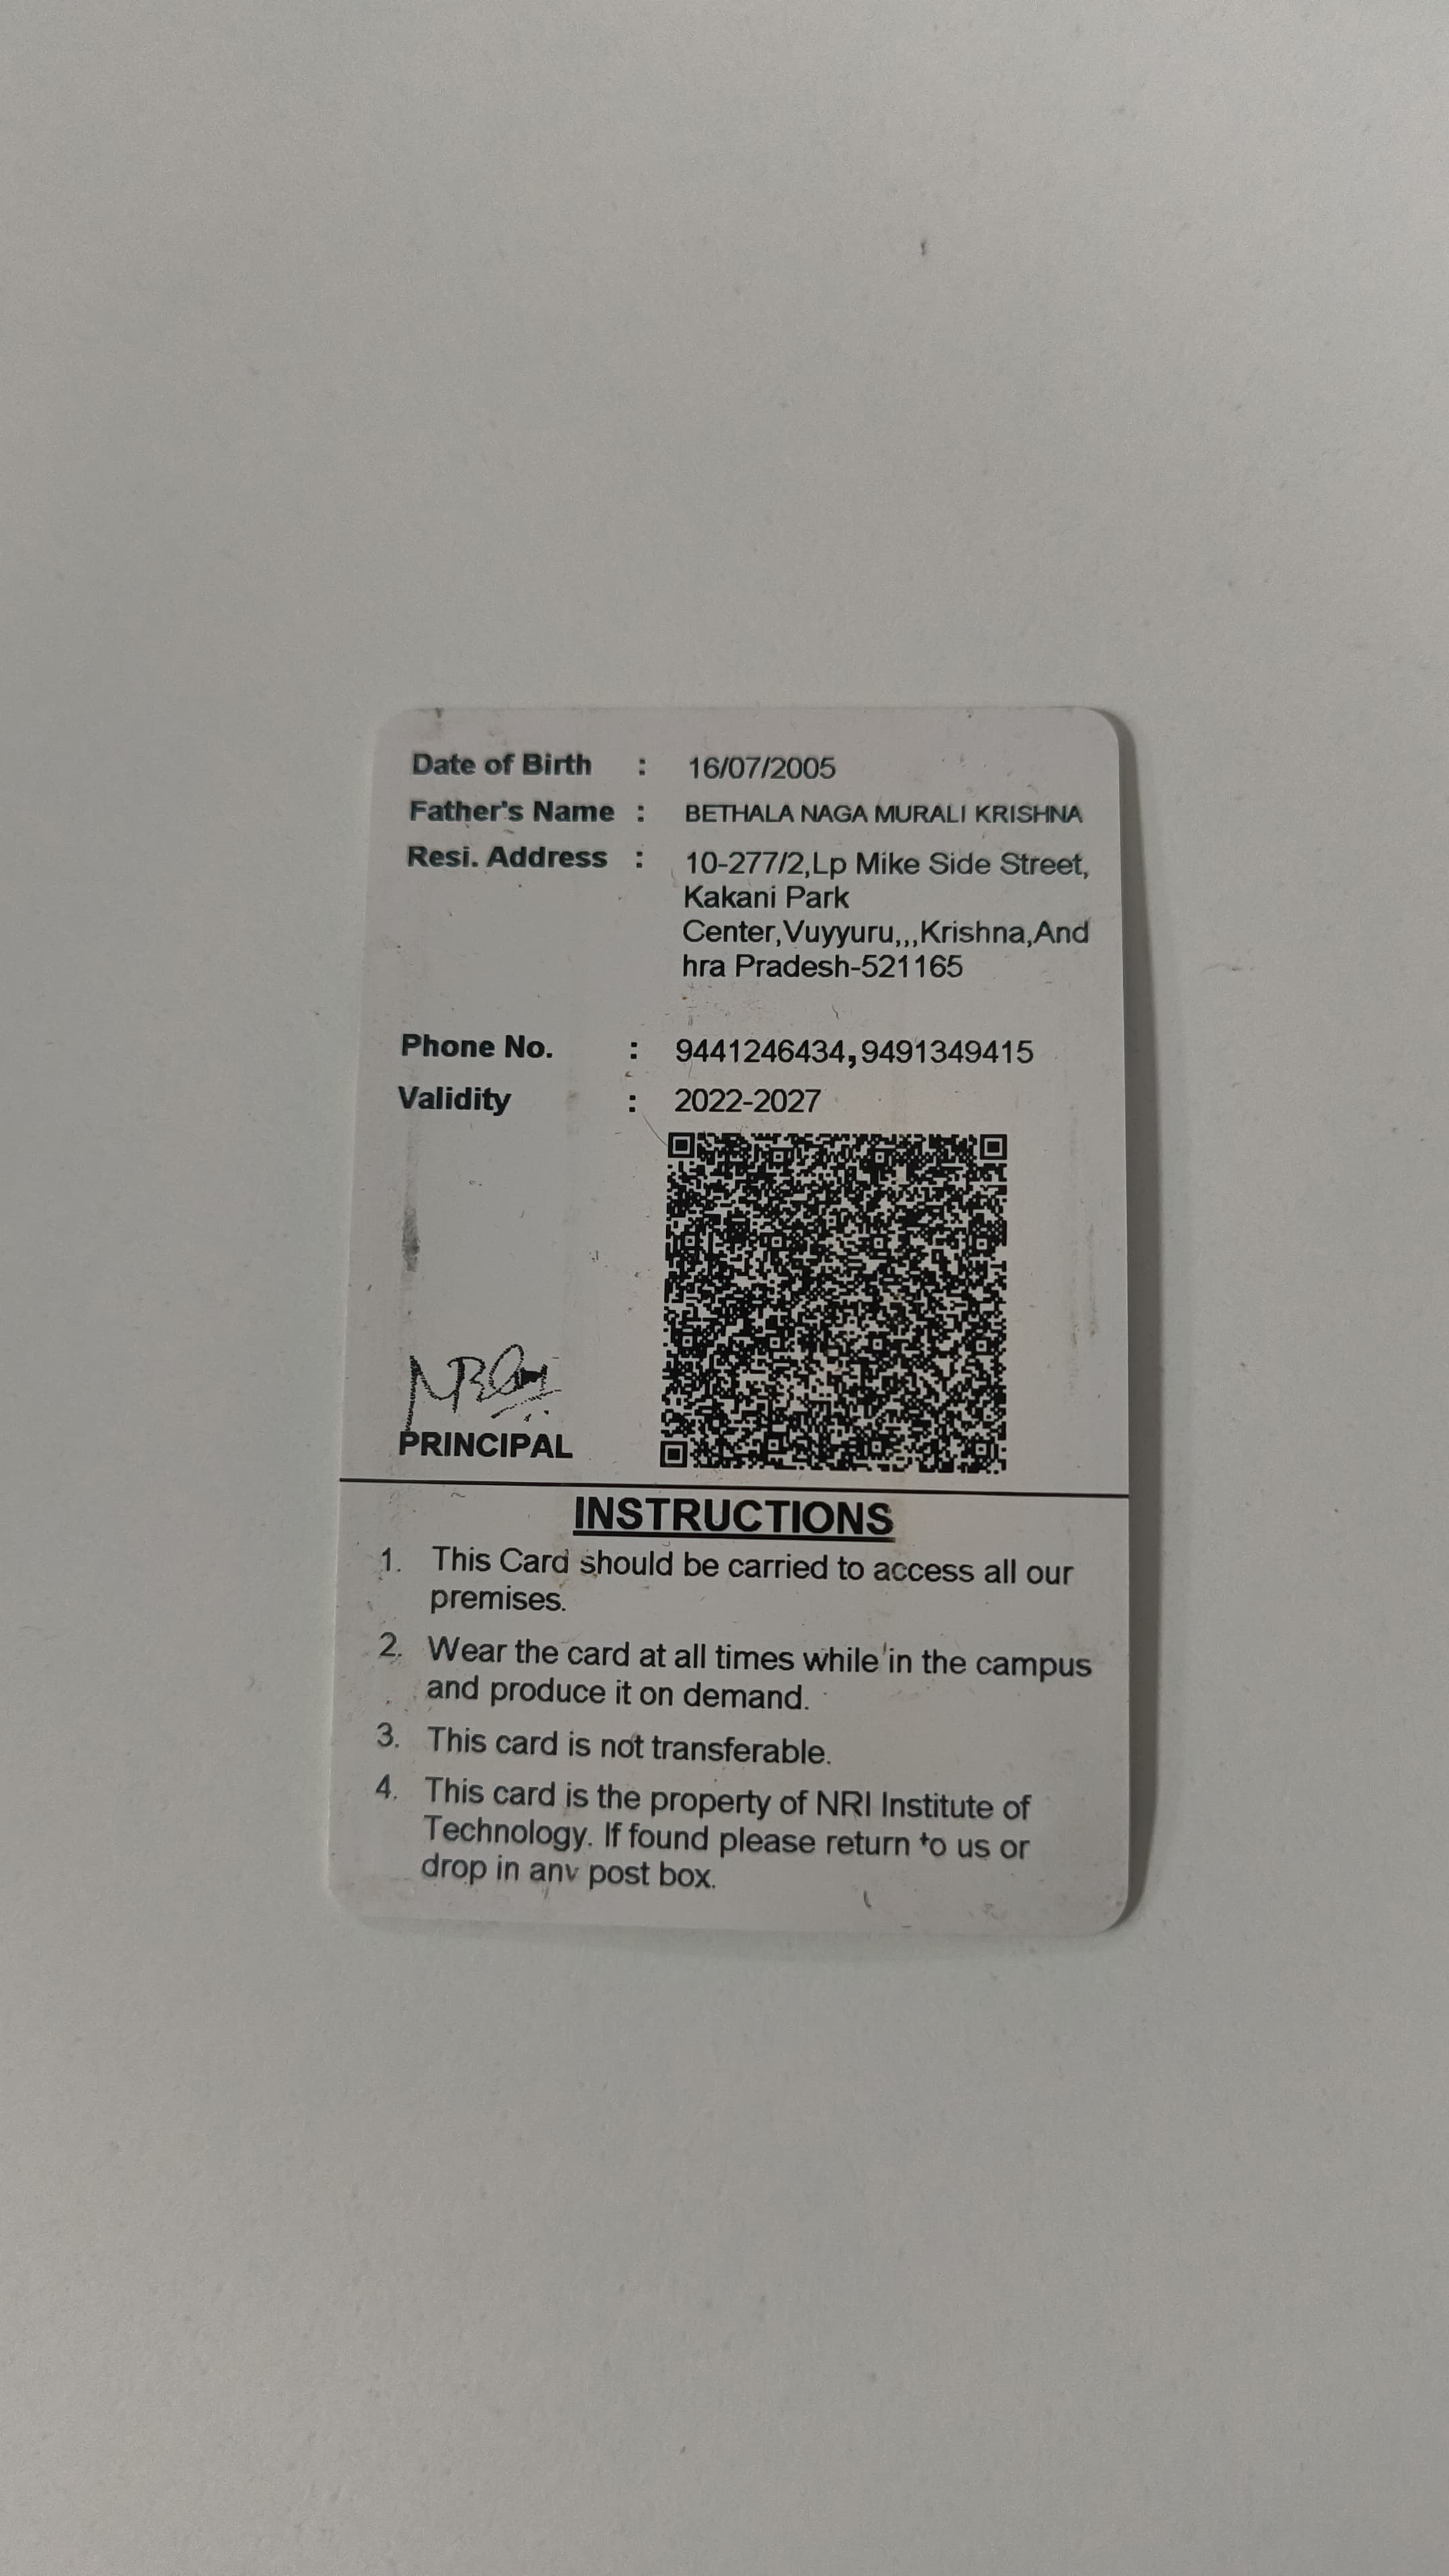 Date of Birth : 16/07/2005
Father's Name : BETHALA NAGA MURALI KRISHNA
Resi. Address : 10-277/2,Lp Mike Side Street,
Kakani Park
Center,Vuyyuru,,,Krishna,And
hra Pradesh-521165
Phone No. : 9441246434,9491349415
Validity : 2022-2027
PRINCIPAL
INSTRUCTIONS
1. This Card should be carried to access all our
premises.
2. Wear the card at all times while in the campus
and produce it on demand.
3. This card is not transferable.
4. This card is the property of NRI Institute of
Technology. If found please return to us or
drop in any post box.